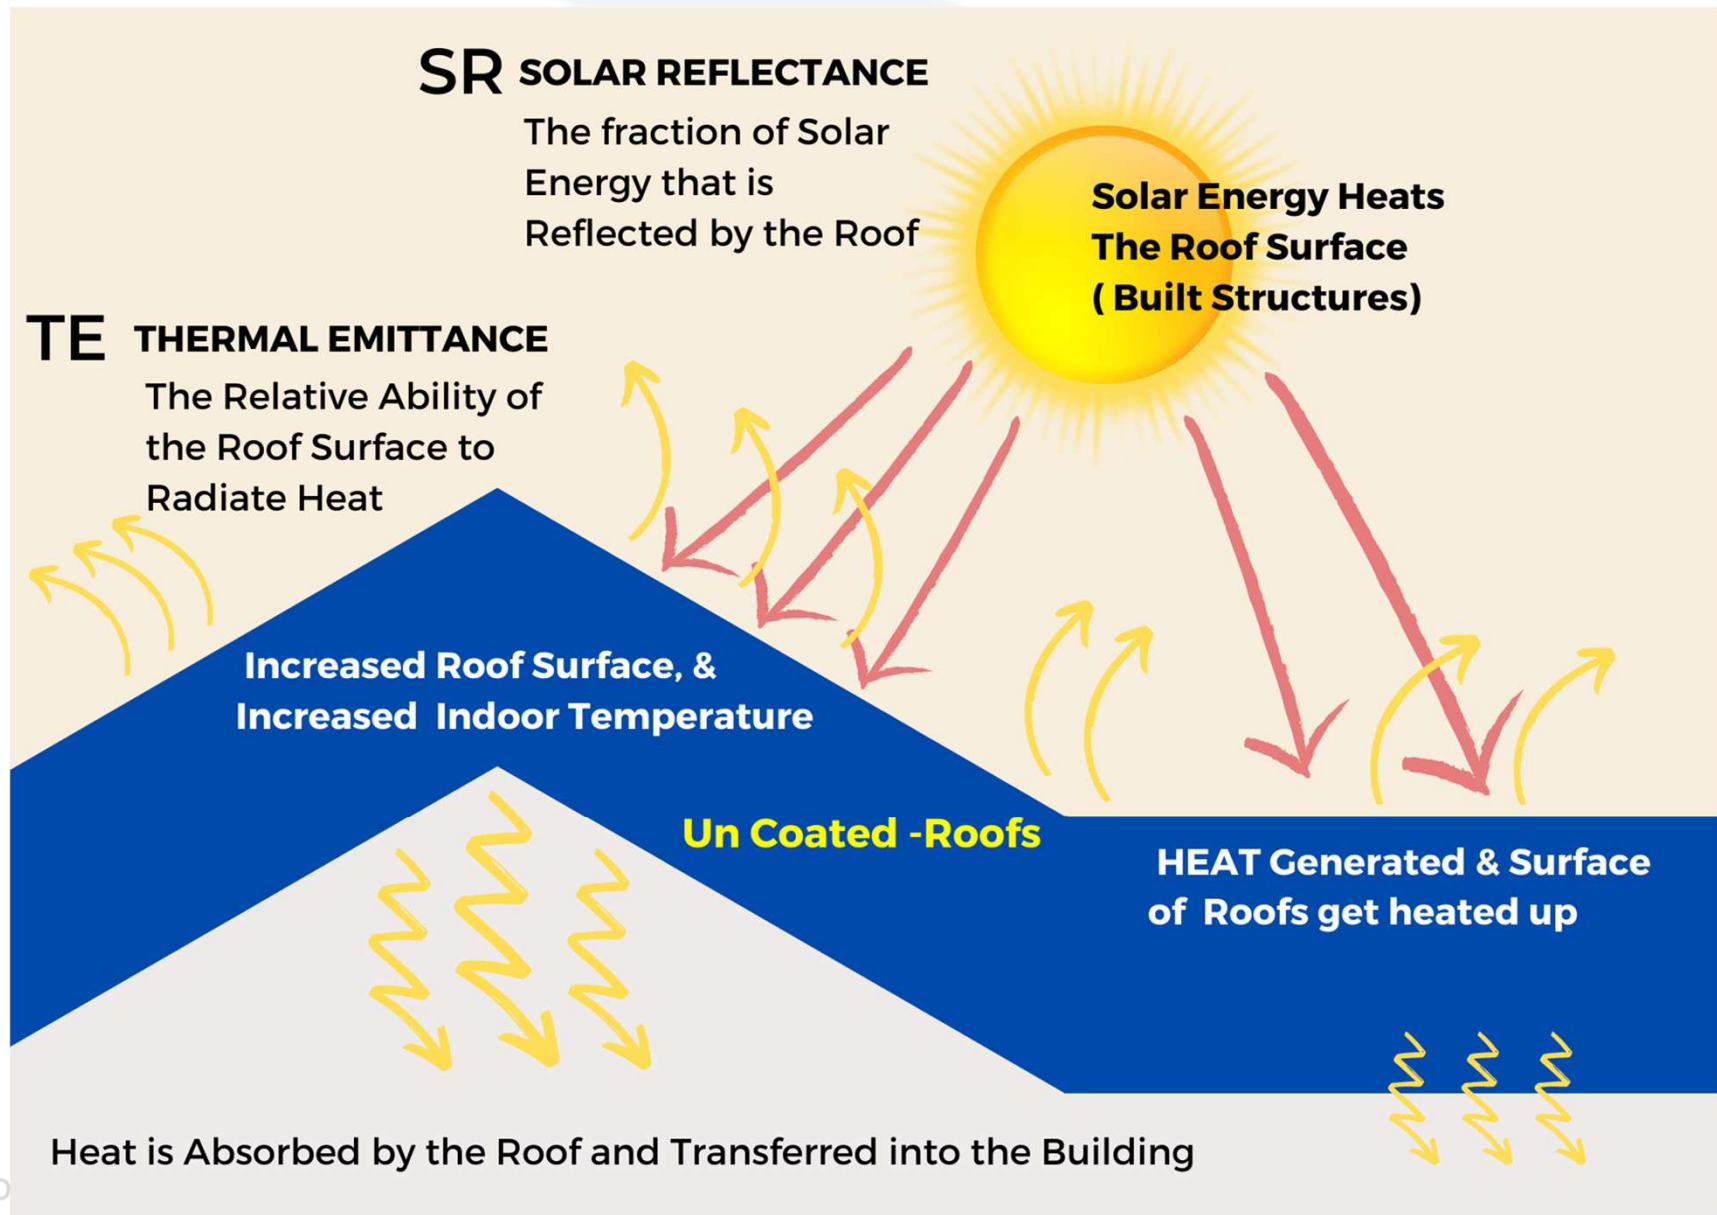 SR SOLAR REFLECTANCE
The fraction of Solar
Energy that is
Reflected by the Roof
Solar Energy Heats
The Roof Surface
( Built Structures)
TE THERMAL EMITTANCE
The Relative Ability of
the Roof Surface to
Radiate Heat
Increased Roof Surface, &
Increased Indoor Temperature
Un Coated -Roofs
HEAT Generated & Surface
of Roofs get heated up
Heat is Absorbed by the Roof and Transferred into the Building